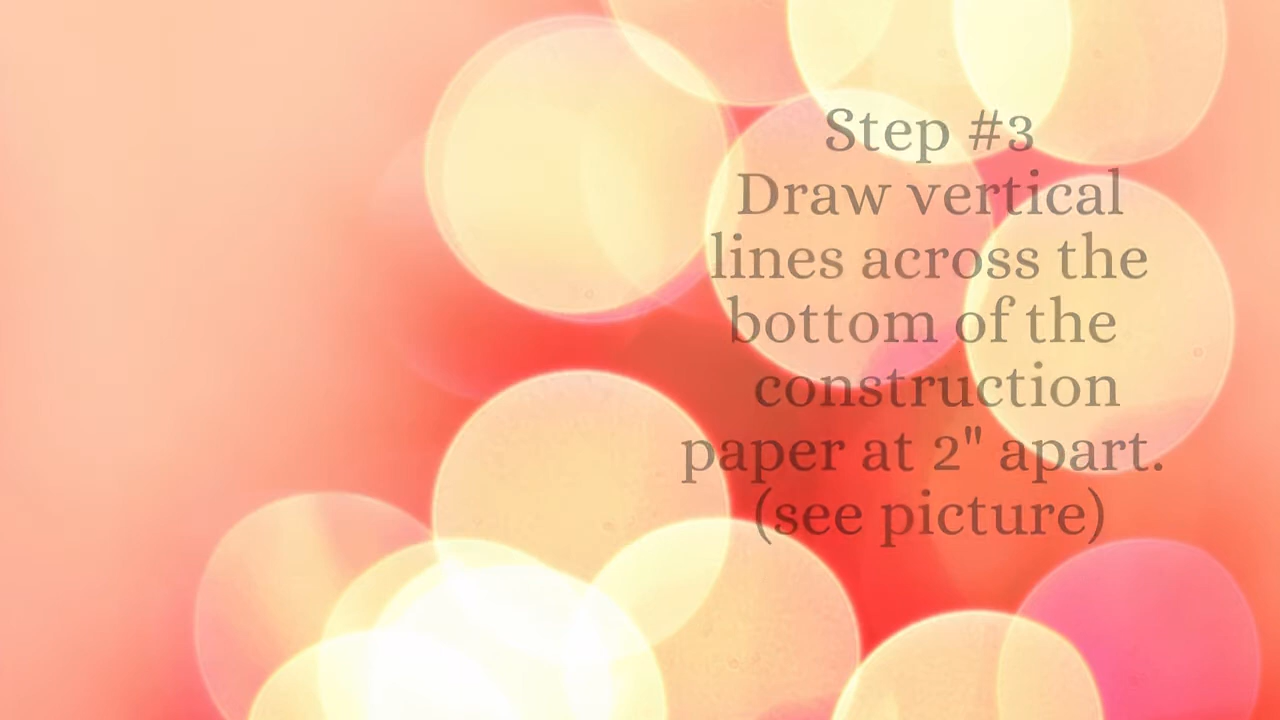 Step #3
Draw vertical
lines across the
bottom of the
construction
paper at 2" apart.
(see picture)